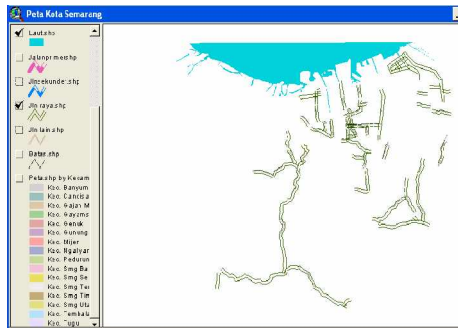 Peta Kota Semarang
Laut.shp
Jalanprimer.shp
Jlnsekunder.shp
Jln raya.shp
Jln lain.shp
Batas.shp
Peta.shp by Kecam
Kec. Banyum
Kec. Candisa
Kec. Gajah M
Kec. Gayams
Kec. Genuk
Kec. Gunung
Kec. Mijen
Kec. Ngaliyan
Kec. Pedurun
Kec. Smg Ba
Kec. Smg Se
Kec. Smg Ten
Kec. Smg Tim
Kec. Smg Uta
Kec. Tembala
Kec. Tugu